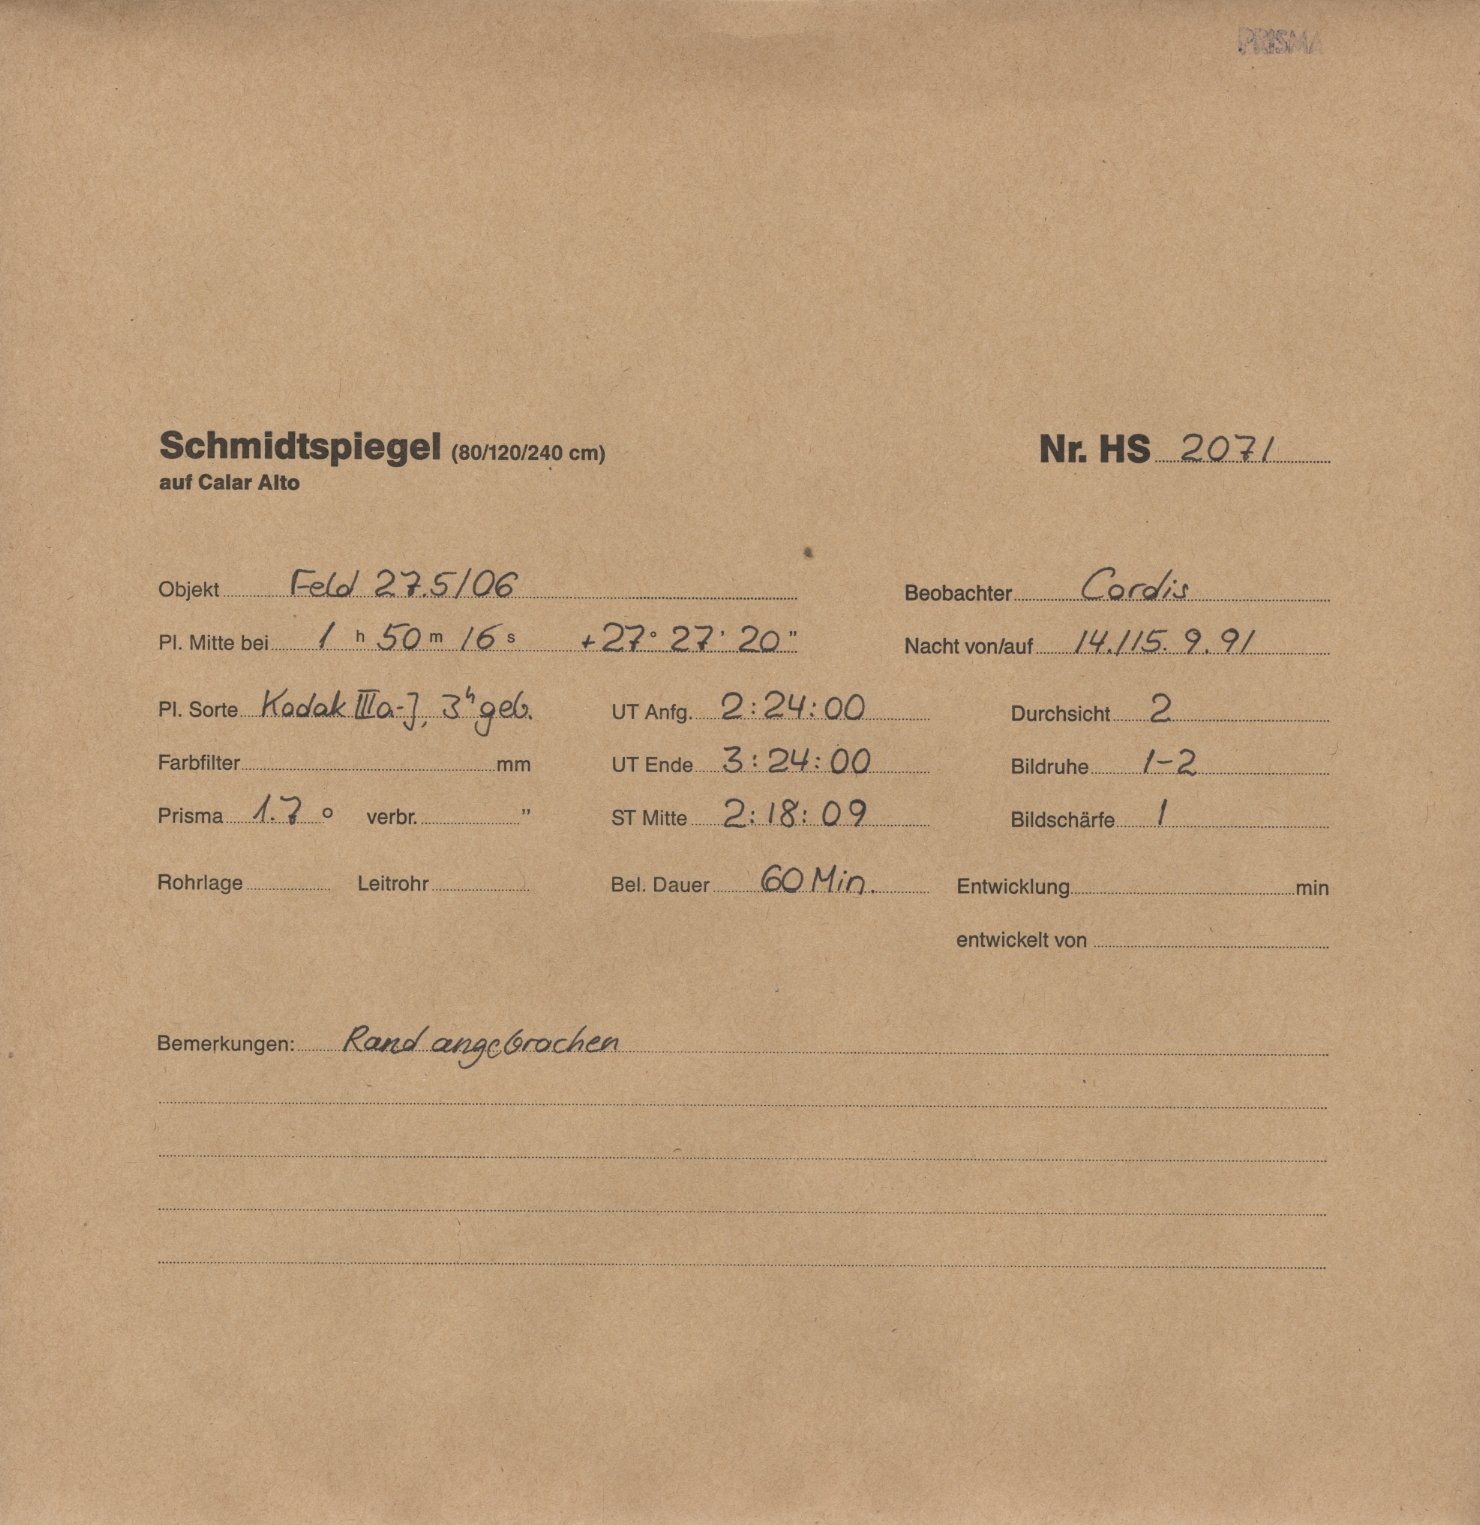 PRISMA
Schmidtspiegel (80/120/240 cm) Nr. HS 2071
auf Calar Alto
Objekt Feld 27.5/06 Beobachter Cordis
Pl. Mitte bei 1 h 50 m 16 s +27° 27' 20" Nacht von/auf 14./15. 9. 91
Pl. Sorte Kodak IIIa-J, 3h geb. UT Anfg. 2:24:00 Durchsicht 2
Farbfilter mm UT Ende 3:24:00 Bildruhe 1-2
Prisma 1.7 ° verbr. " ST Mitte 2:18:09 Bildschärfe 1
Rohrlage Leitrohr Bel. Dauer 60 Min. Entwicklung min
entwickelt von
Bemerkungen: Rand angebrochen